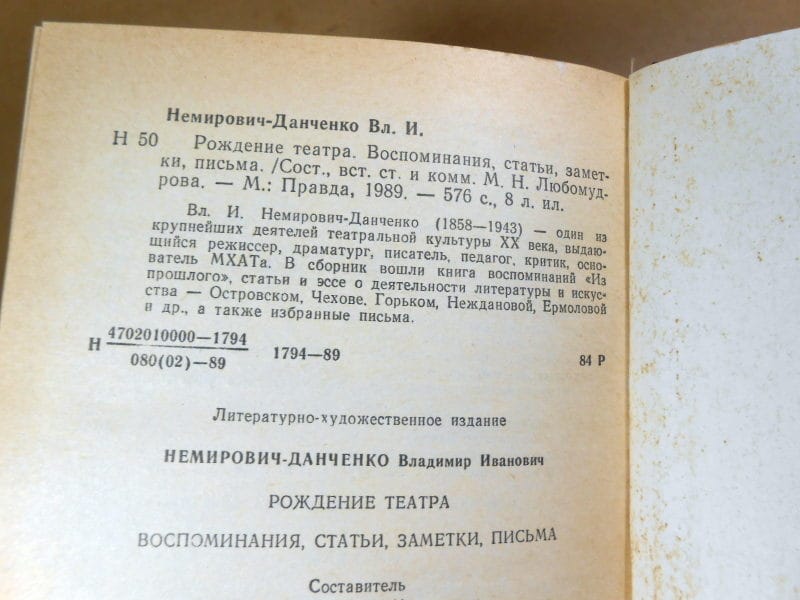 Немирович-Данченко Вл. И.
Н 50 Рождение театра. Воспоминания, статьи, замет-
ки, письма. /Сост., вст. ст. и комм. М. Н. Любомуд-
рова. — М.: Правда, 1989. — 576 с., 8 л. ил.
Вл. И. Немирович-Данченко (1858—1943) — один из
крупнейших деятелей театральной культуры XX века, выдаю-
щийся режиссер, драматург, писатель, педагог, критик, осно-
ватель МХАТа. В сборник вошли книга воспоминаний «Из
прошлого», статьи и эссе о деятельности литературы и искус-
ства — Островском, Чехове, Горьком, Неждановой, Ермоловой
и др., а также избранные письма.
Н 4702010000—1794
080(02)—89
1794—89
84 Р
Литературно-художественное издание
НЕМИРОВИЧ-ДАНЧЕНКО Владимир Иванович
РОЖДЕНИЕ ТЕАТРА
ВОСПОМИНАНИЯ, СТАТЬИ, ЗАМЕТКИ, ПИСЬМА
Составитель